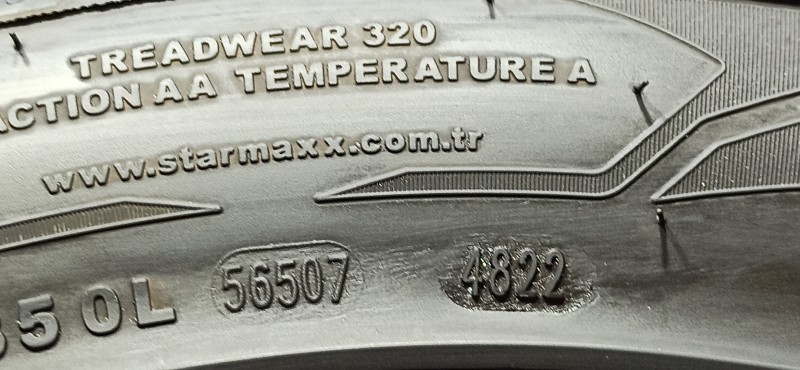 TREADWEAR 320
ACTION AA TEMPERATURE A
www.starmaxx.com.tr
50L 56507 4822